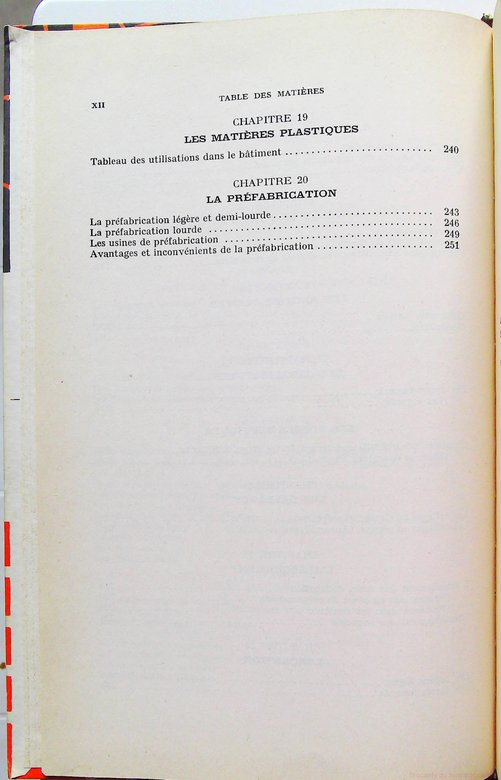 XII TABLE DES MATIÈRES
CHAPITRE 19
LES MATIÈRES PLASTIQUES
Tableau des utilisations dans le bâtiment .......................... 240
CHAPITRE 20
LA PRÉFABRICATION
La préfabrication légère et demi-lourde............................ 243
La préfabrication lourde ........................................ 246
Les usines de préfabrication ..................................... 249
Avantages et inconvénients de la préfabrication .................... 251